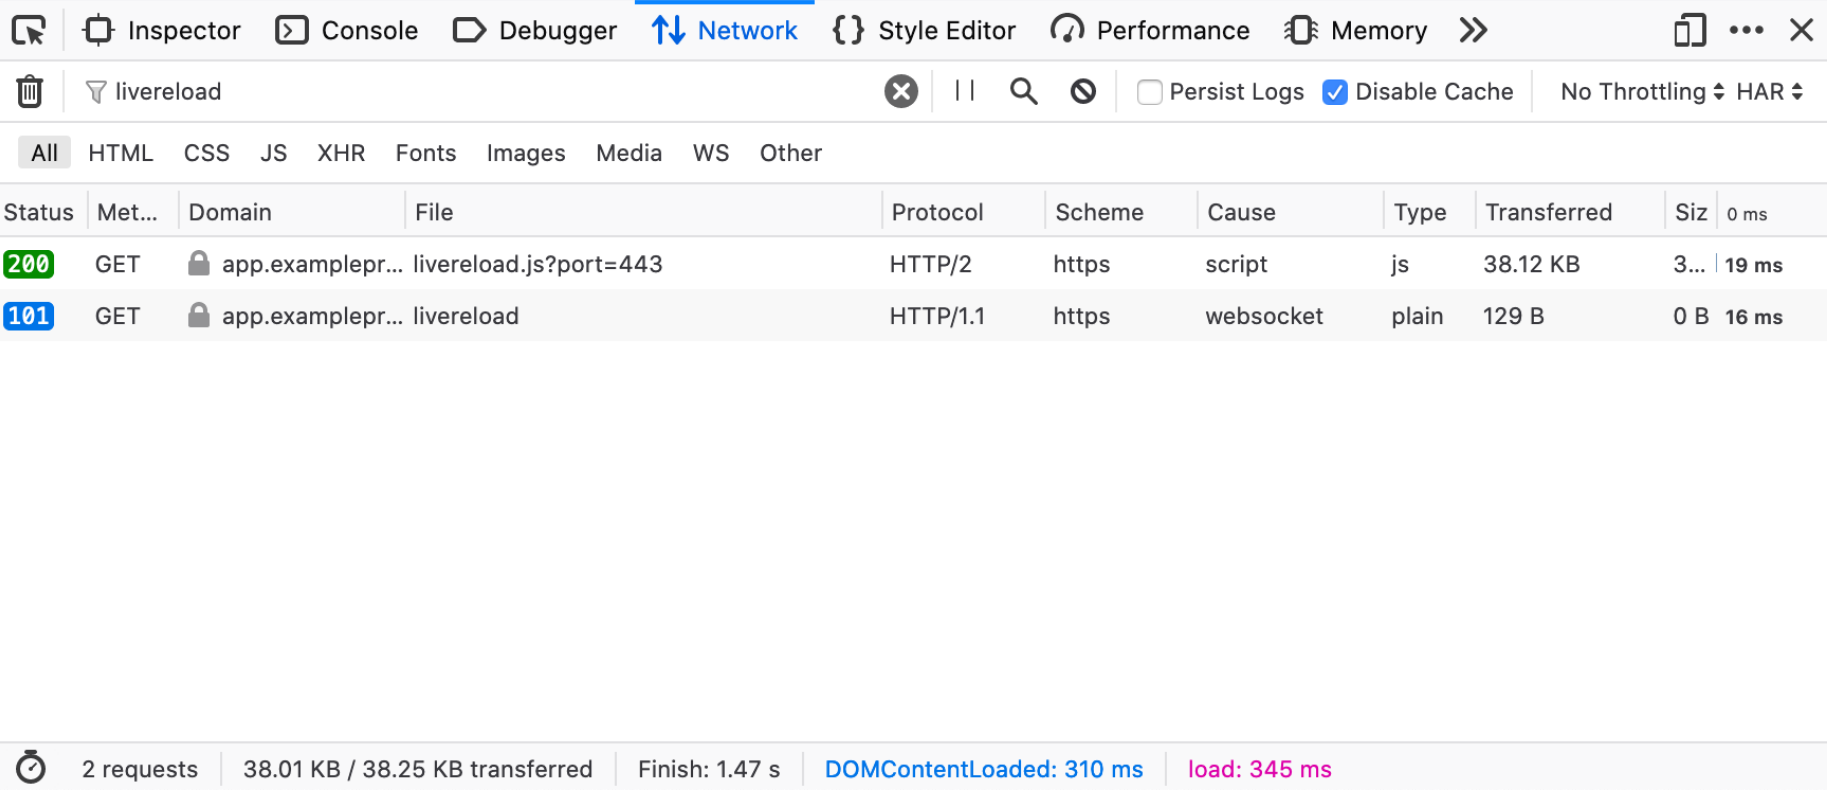 Inspector Console Debugger Network Style Editor Performance Memory
livereload Persist Logs Disable Cache No Throttling HAR
All HTML CSS JS XHR Fonts Images Media WS Other
Status Met... Domain File Protocol Scheme Cause Type Transferred Siz 0 ms
200 GET app.examplepr... livereload.js?port=443 HTTP/2 https script js 38.12 KB 3... 19 ms
101 GET app.examplepr... livereload HTTP/1.1 https websocket plain 129 B 0 B 16 ms
2 requests 38.01 KB / 38.25 KB transferred Finish: 1.47 s DOMContentLoaded: 310 ms load: 345 ms